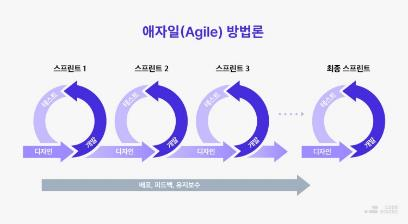 애자일(Agile) 방법론
스프린트 1
스프린트 2
스프린트 3
최종 스프린트
테스트
개발
디자인
테스트
개발
디자인
테스트
개발
디자인
테스트
개발
디자인
배포, 피드백, 유지보수
CODE
STATES